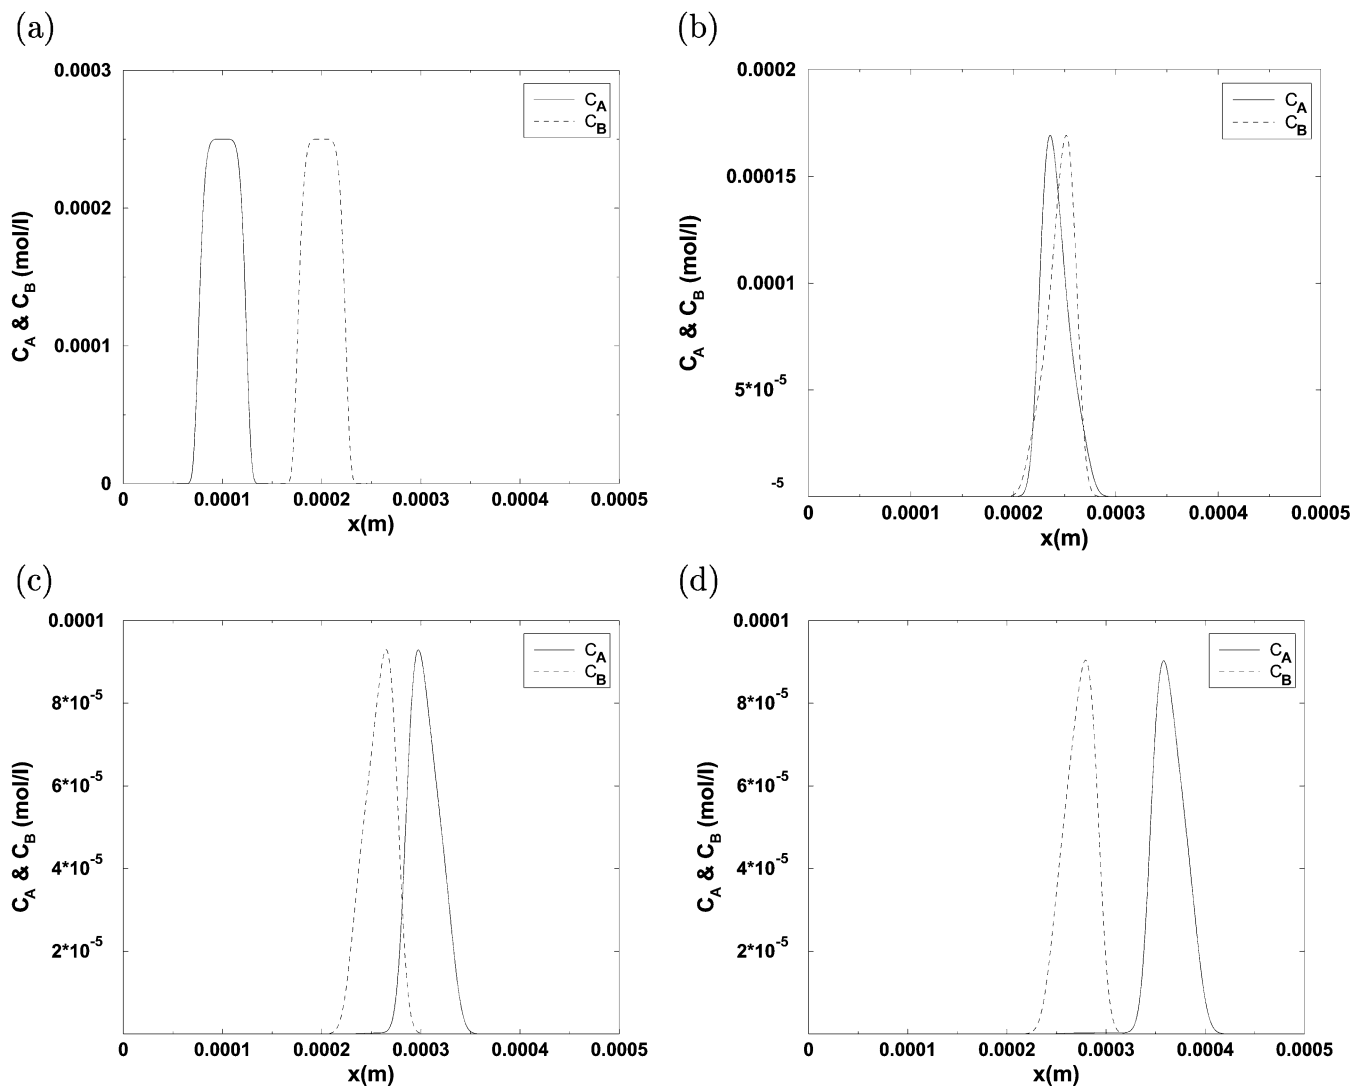 (a)
0.0003
0.0002
0.0001
0
C_A & C_B (mol/l)
C_A
C_B
0 0.0001 0.0002 0.0003 0.0004 0.0005
x(m)
(b)
0.0002
0.00015
0.0001
5*10^-5
-5
C_A & C_B (mol/l)
C_A
C_B
0 0.0001 0.0002 0.0003 0.0004 0.0005
x(m)
(c)
0.0001
8*10^-5
6*10^-5
4*10^-5
2*10^-5
C_A & C_B (mol/l)
C_A
C_B
0 0.0001 0.0002 0.0003 0.0004 0.0005
x(m)
(d)
0.0001
8*10^-5
6*10^-5
4*10^-5
2*10^-5
C_A & C_B (mol/l)
C_A
C_B
0 0.0001 0.0002 0.0003 0.0004 0.0005
x(m)